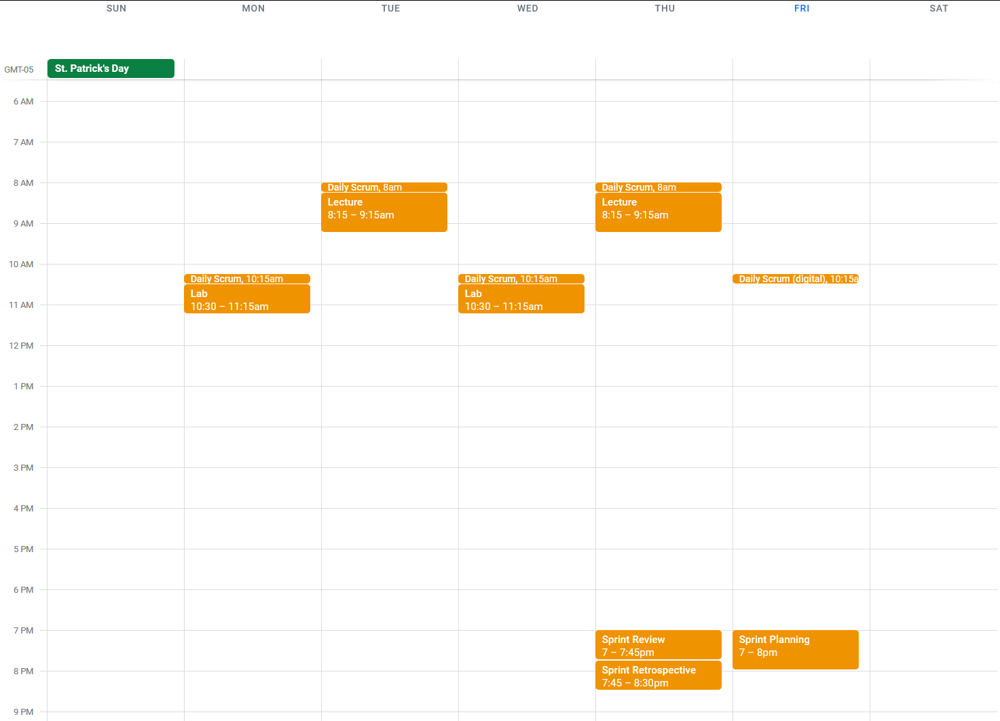 SUN MON TUE WED THU FRI SAT
GMT-05
St. Patrick's Day
6 AM
7 AM
8 AM
Daily Scrum, 8am
Daily Scrum, 8am
Lecture
8:15 – 9:15am
Lecture
8:15 – 9:15am
9 AM
10 AM
Daily Scrum, 10:15am
Daily Scrum, 10:15am
Daily Scrum (digital), 10:15a
Lab
10:30 – 11:15am
Lab
10:30 – 11:15am
11 AM
12 PM
1 PM
2 PM
3 PM
4 PM
5 PM
6 PM
7 PM
Sprint Review
7 – 7:45pm
Sprint Planning
7 – 8pm
8 PM
Sprint Retrospective
7:45 – 8:30pm
9 PM